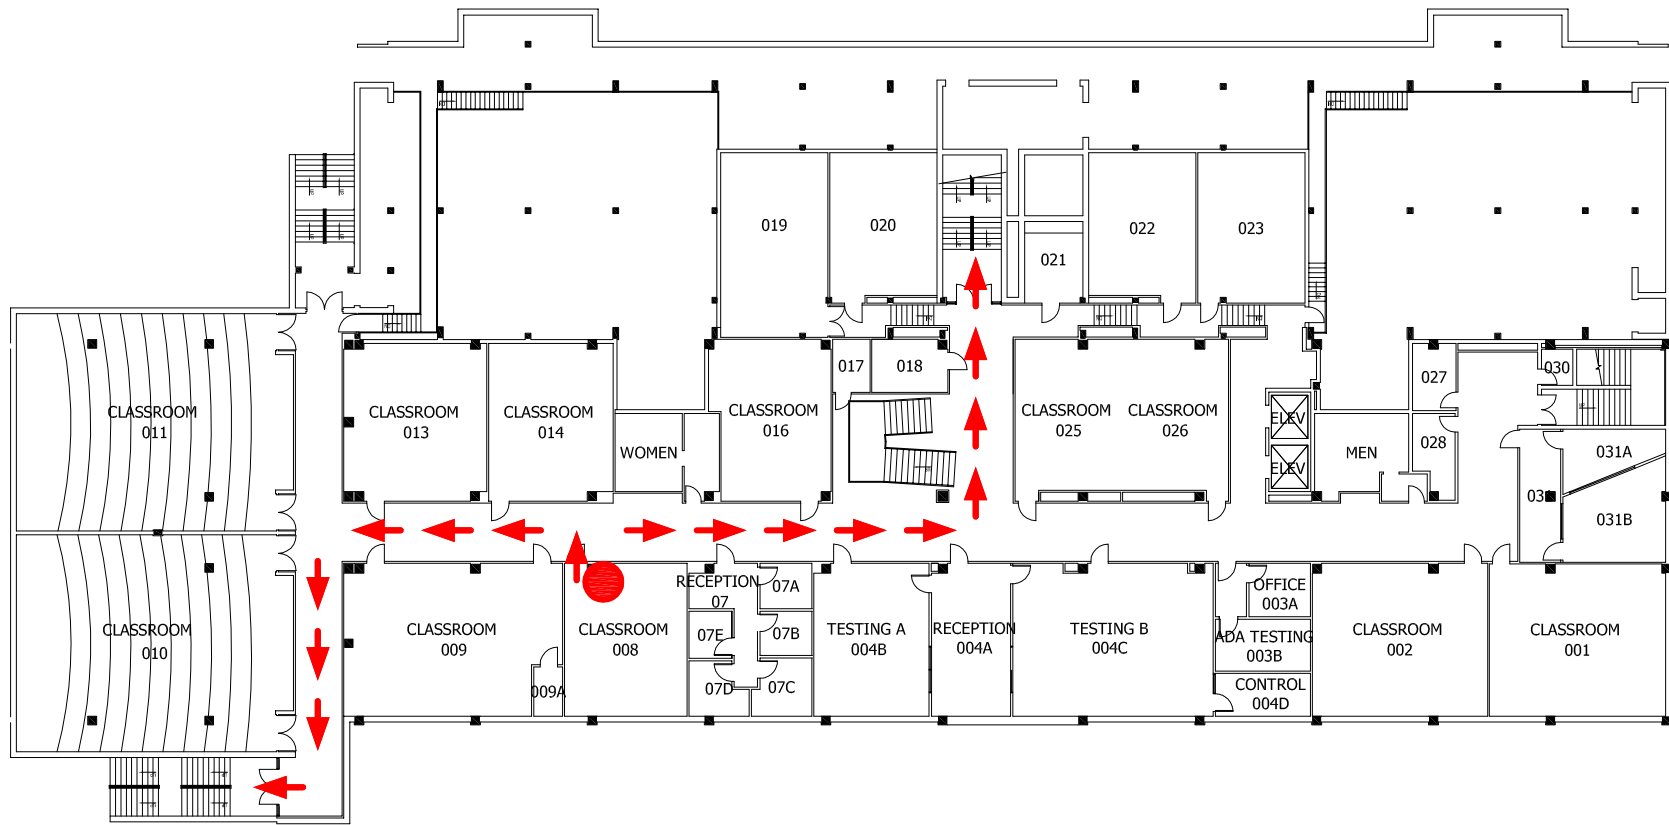 019
020
022
023
021
017
018
027
030
CLASSROOM
011
CLASSROOM
013
CLASSROOM
014
CLASSROOM
016
CLASSROOM
025
CLASSROOM
026
ELEV
ELEV
WOMEN
MEN
028
031A
031B
CLASSROOM
010
CLASSROOM
009
009A
CLASSROOM
008
RECEPTION
07
07A
07B
07E
07D
07C
TESTING A
004B
RECEPTION
004A
TESTING B
004C
OFFICE
003A
ADA TESTING
003B
CONTROL
004D
CLASSROOM
002
CLASSROOM
001